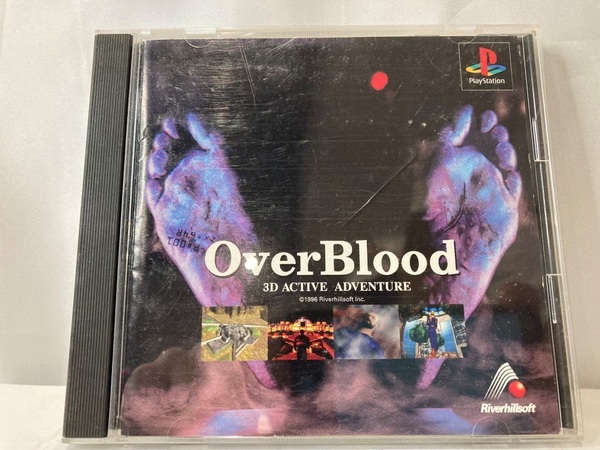 PlayStation
OverBlood
3D ACTIVE ADVENTURE
©1996 Riverhillsoft Inc.
Riverhillsoft